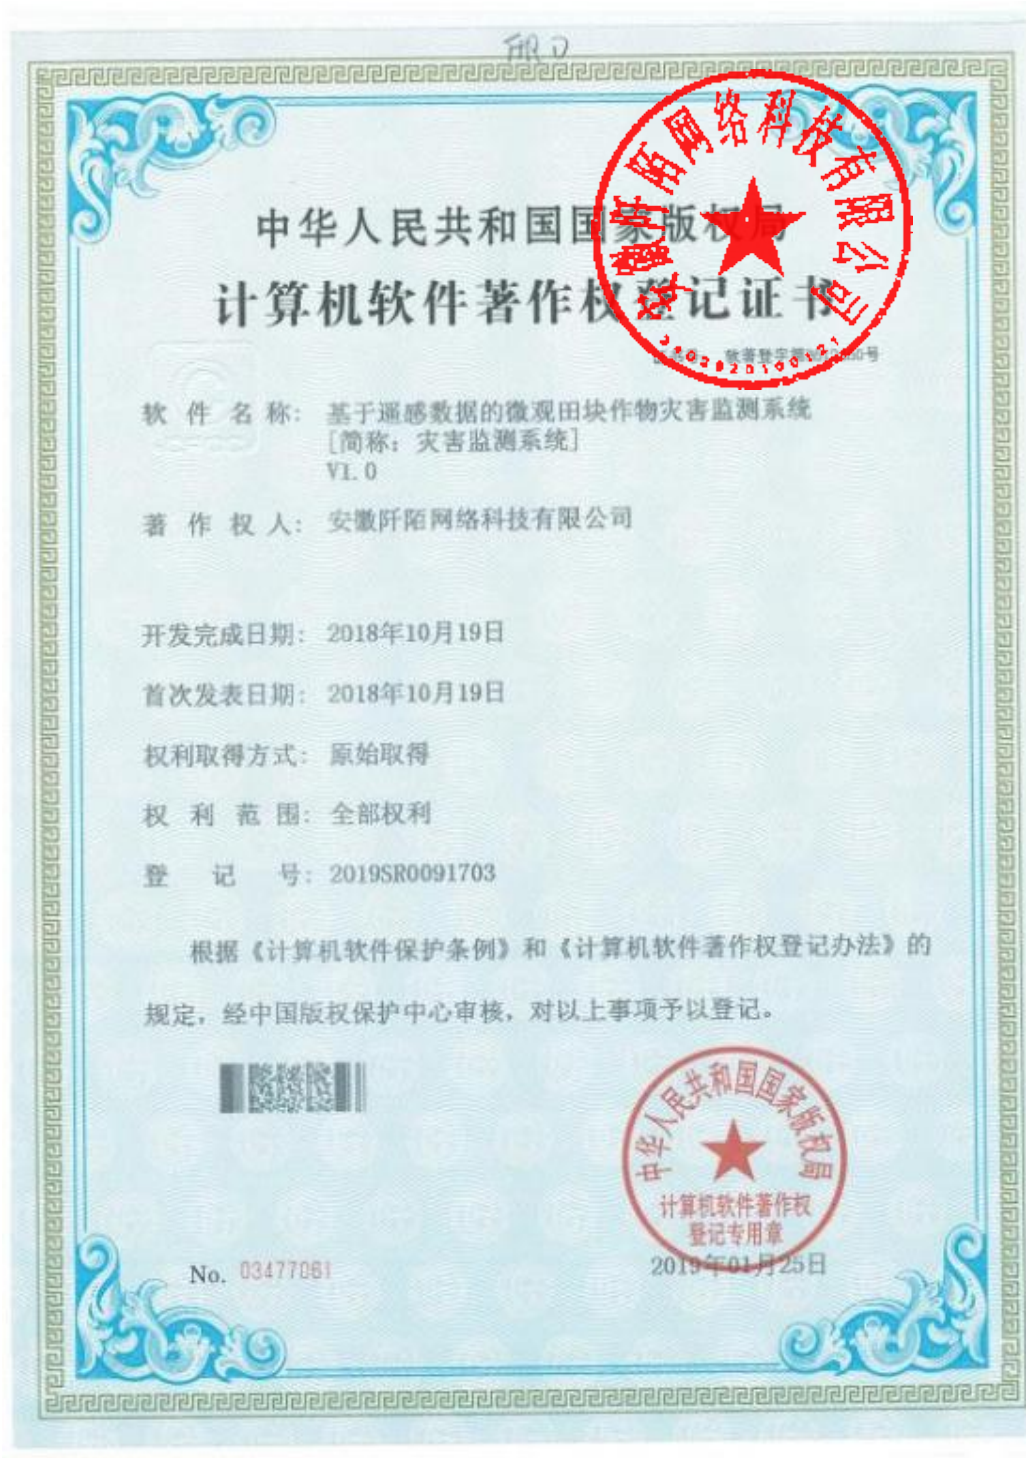 中华人民共和国国家版权局
计算机软件著作权登记证书
软著登字第
软 件 名 称： 基于遥感数据的微观田块作物灾害监测系统
[简称：灾害监测系统]
V1.0
著 作 权 人： 安徽阡陌网络科技有限公司
开发完成日期： 2018年10月19日
首次发表日期： 2018年10月19日
权利取得方式： 原始取得
权 利 范 围： 全部权利
登 记 号： 2019SR0091703
根据《计算机软件保护条例》和《计算机软件著作权登记办法》的
规定，经中国版权保护中心审核，对以上事项予以登记。
No. 03477061
2019年01月25日
安徽阡陌网络科技有限公司
中华人民共和国国家版权局
计算机软件著作权
登记专用章